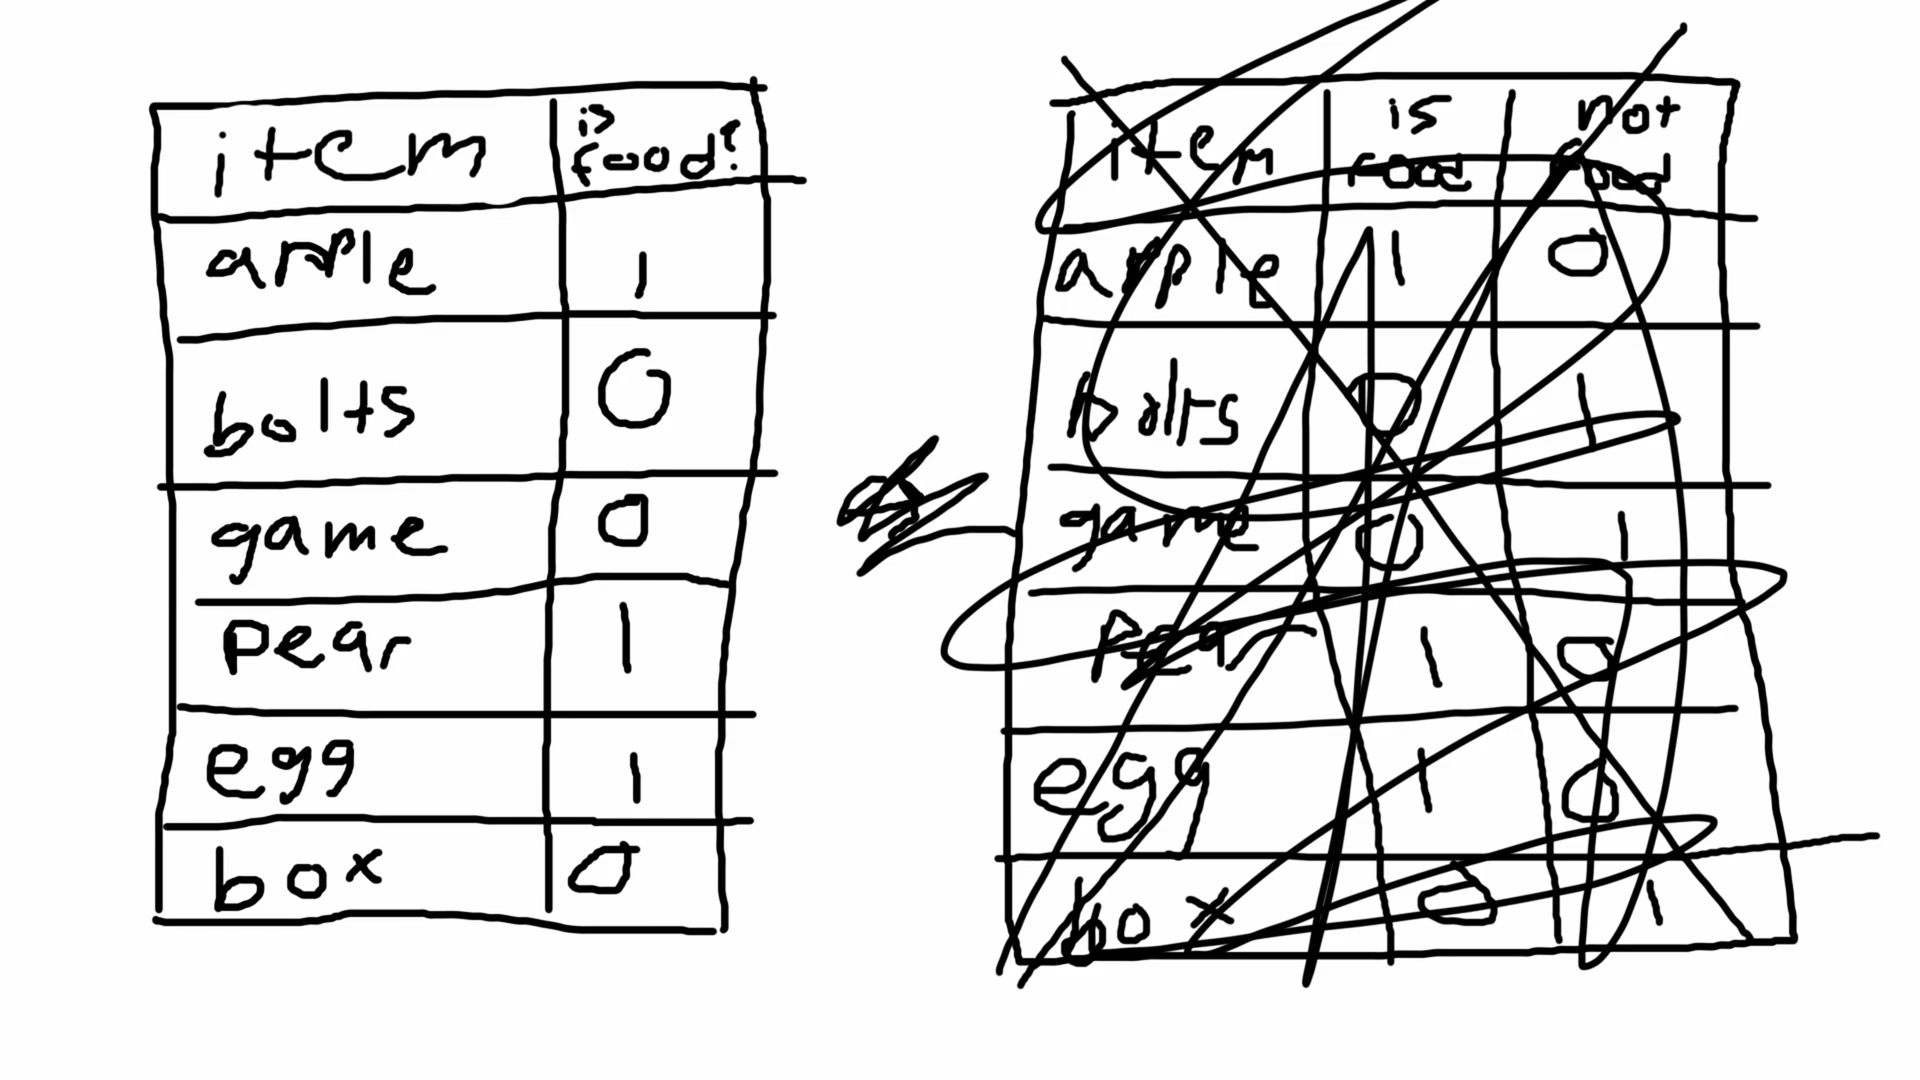 item is food?
apple 1
bolts 0
game 0
pear 1
egg 1
box 0
item is food not food
apple 1 0
bolts 0 1
game 0 1
pear 1 0
egg 1 0
box 0 1